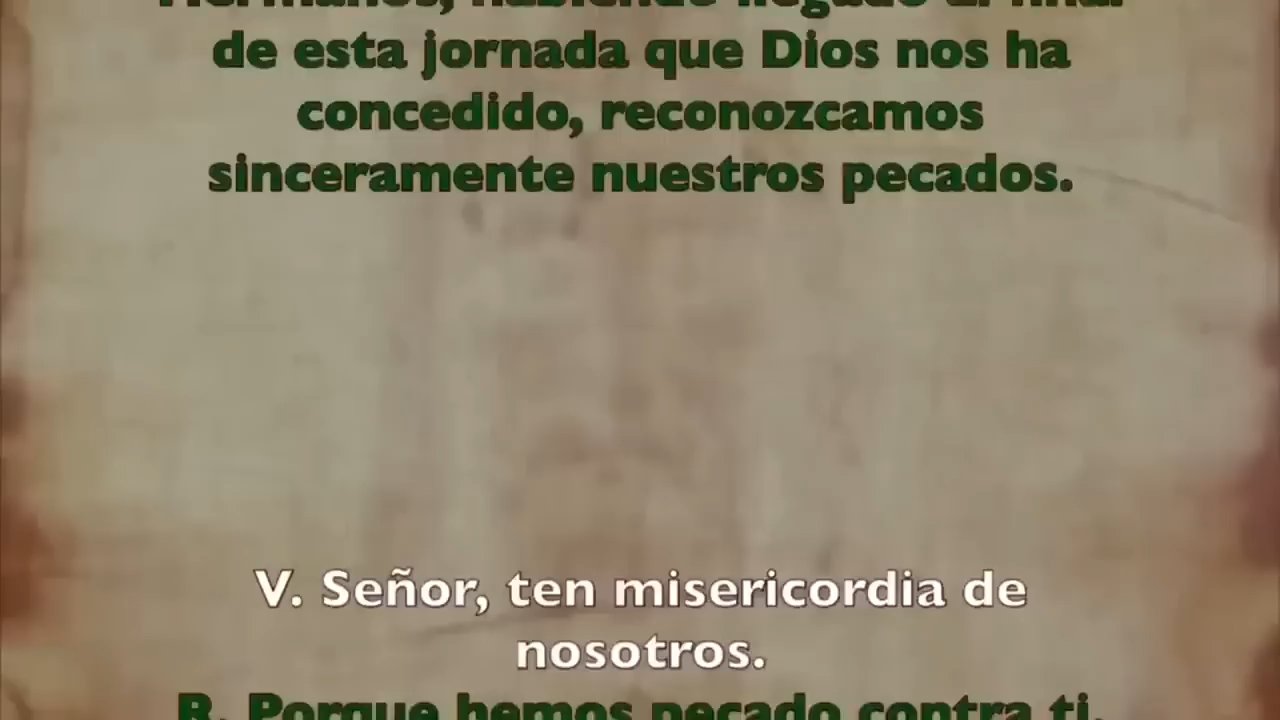 Hermanos, habiendo llegado al final
de esta jornada que Dios nos ha
concedido, reconozcamos
sinceramente nuestros pecados.
V. Señor, ten misericordia de
nosotros.
R. Porque hemos pecado contra ti.